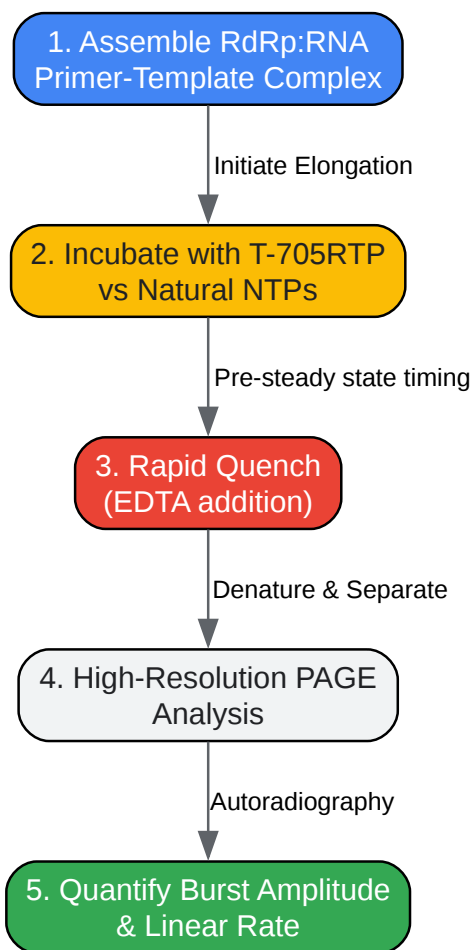 1. Assemble RdRp:RNA
Primer-Template Complex
Initiate Elongation
2. Incubate with T-705RTP
vs Natural NTPs
Pre-steady state timing
3. Rapid Quench
(EDTA addition)
Denature & Separate
4. High-Resolution PAGE
Analysis
Autoradiography
5. Quantify Burst Amplitude
& Linear Rate